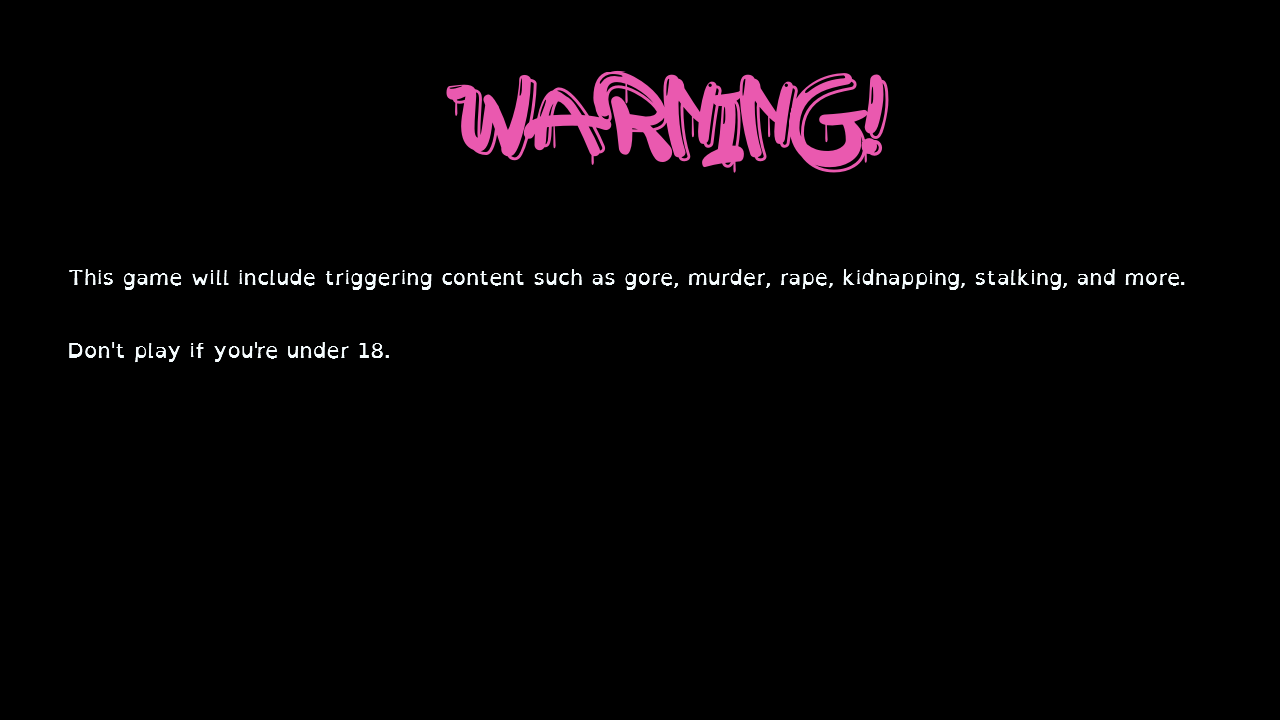 WARNING!
This game will include triggering content such as gore, murder, rape, kidnapping, stalking, and more.
Don't play if you're under 18.